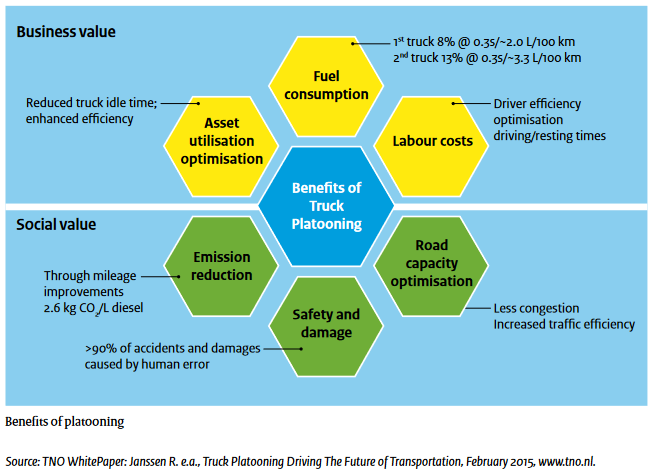 Business value
1st truck 8% @ 0.3s/~2.0 L/100 km
2nd truck 13% @ 0.3s/~3.3 L/100 km
Fuel
consumption
Reduced truck idle time;
enhanced efficiency
Asset
utilisation
optimisation
Labour costs
Driver efficiency
optimisation
driving/resting times
Benefits of
Truck
Platooning
Social value
Emission
reduction
Through mileage
improvements
2.6 kg CO2/L diesel
Road
capacity
optimisation
Less congestion
Increased traffic efficiency
Safety and
damage
>90% of accidents and damages
caused by human error
Benefits of platooning
Source: TNO WhitePaper: Janssen R. e.a., Truck Platooning Driving The Future of Transportation, February 2015, www.tno.nl.